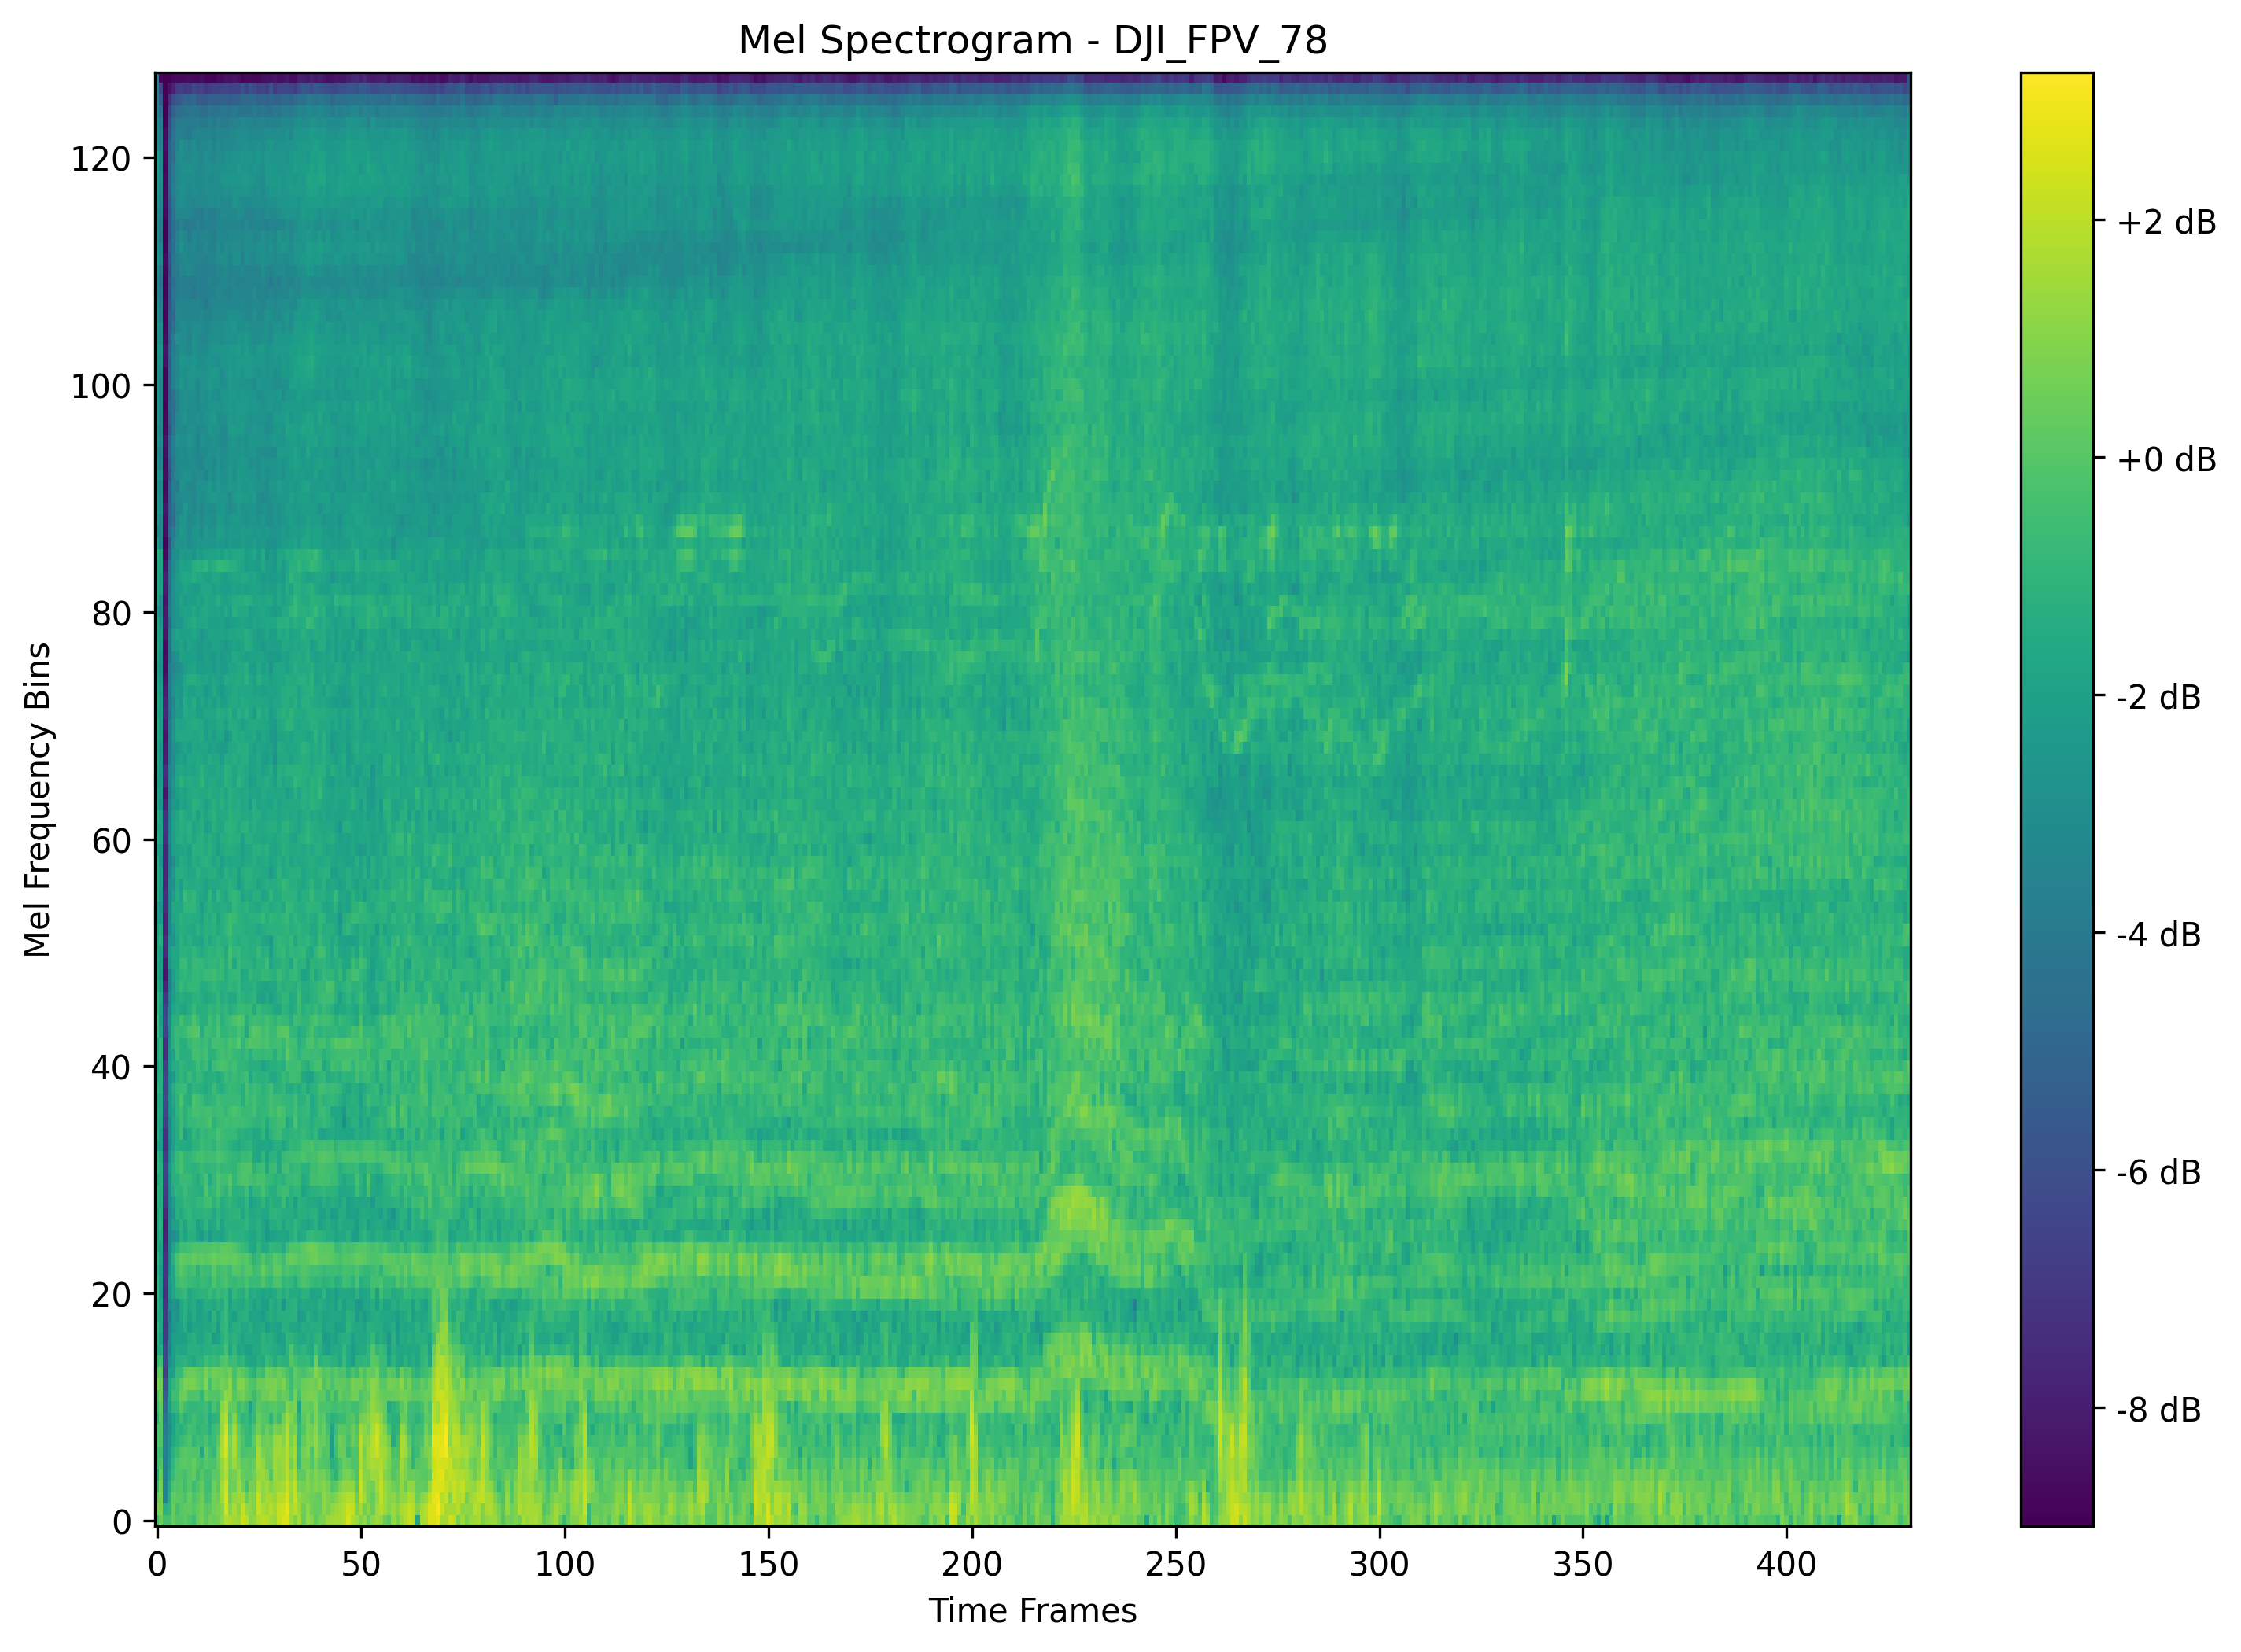 Mel Spectrogram - DJI_FPV_78
Mel Frequency Bins
120
100
80
60
40
20
0
0 50 100 150 200 250 300 350 400
Time Frames
+2 dB
+0 dB
-2 dB
-4 dB
-6 dB
-8 dB